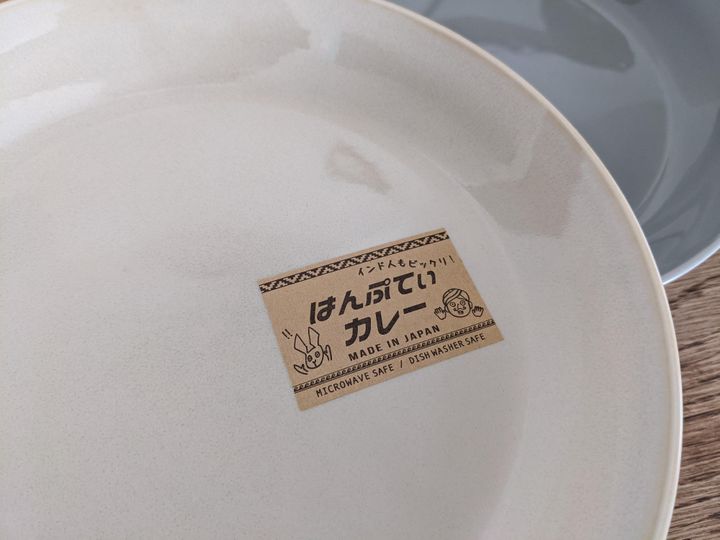 インド人もビックリ!
はんぷてい
カレー
!!
MADE IN JAPAN
MICROWAVE SAFE / DISH WASHER SAFE